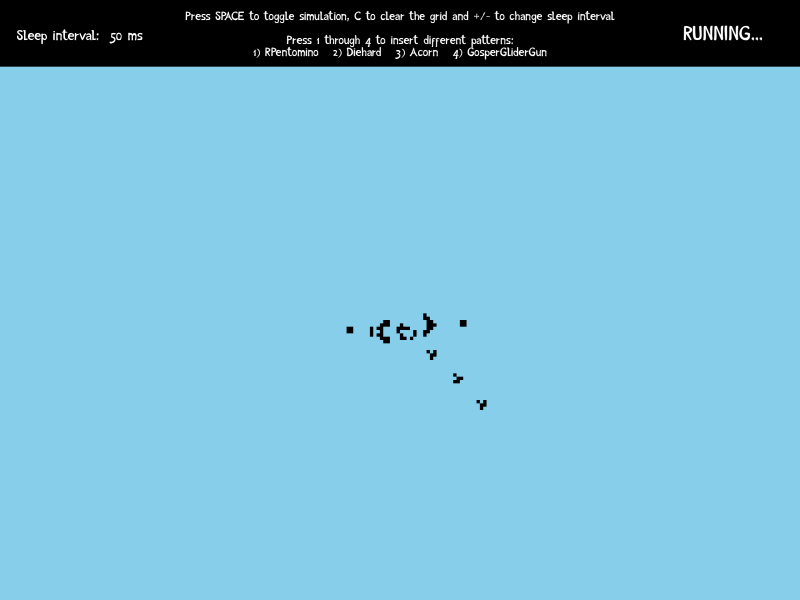 Press SPACE to toggle simulation, C to clear the grid and +/- to change sleep interval
Sleep interval: 50 ms
RUNNING...
Press 1 through 4 to insert different patterns:
1) RPentomino 2) Diehard 3) Acorn 4) GosperGliderGun